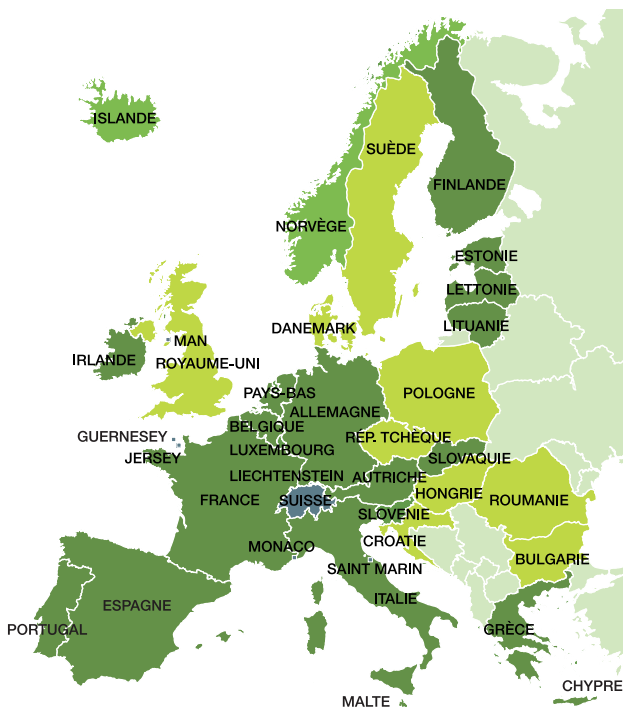 ISLANDE
SUÈDE
FINLANDE
NORVÈGE
ESTONIE
LETTONIE
LITUANIE
DANEMARK
MAN
IRLANDE
ROYAUME-UNI
PAYS-BAS
POLOGNE
ALLEMAGNE
BELGIQUE
GUERNESEY
RÉP. TCHÈQUE
JERSEY
LUXEMBOURG
SLOVAQUIE
LIECHTENSTEIN
AUTRICHE
FRANCE
SUISSE
HONGRIE
ROUMANIE
SLOVENIE
CROATIE
MONACO
BULGARIE
SAINT MARIN
ITALIE
ESPAGNE
PORTUGAL
GRÈCE
CHYPRE
MALTE